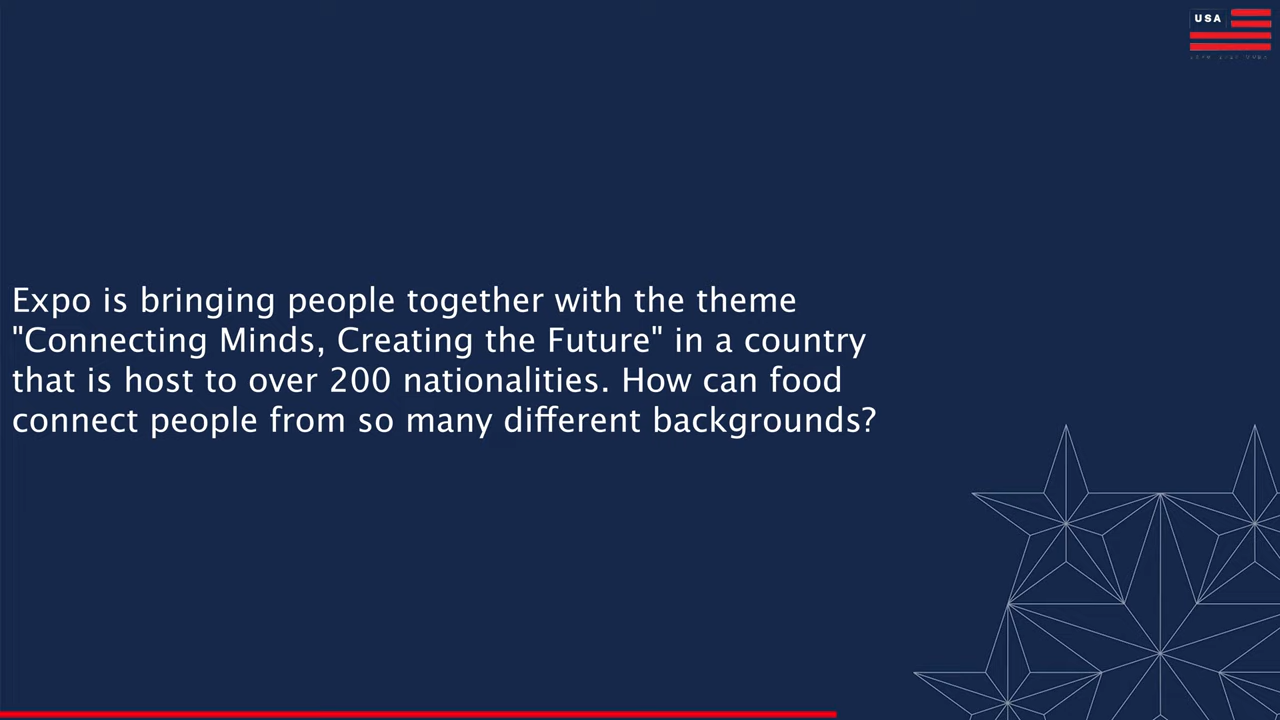 USA
Expo is bringing people together with the theme
"Connecting Minds, Creating the Future" in a country
that is host to over 200 nationalities. How can food
connect people from so many different backgrounds?